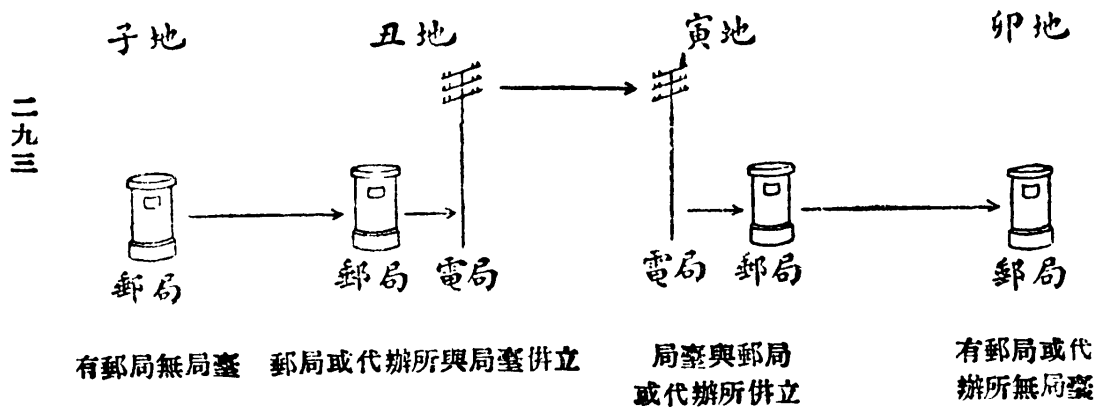 子地
丑地
寅地
卯地
二九三
郵局
郵局
電局
電局
郵局
郵局
有郵局無局臺
郵局或代辦所與局臺併立
局臺與郵局
或代辦所併立
有郵局或代
辦所無局臺